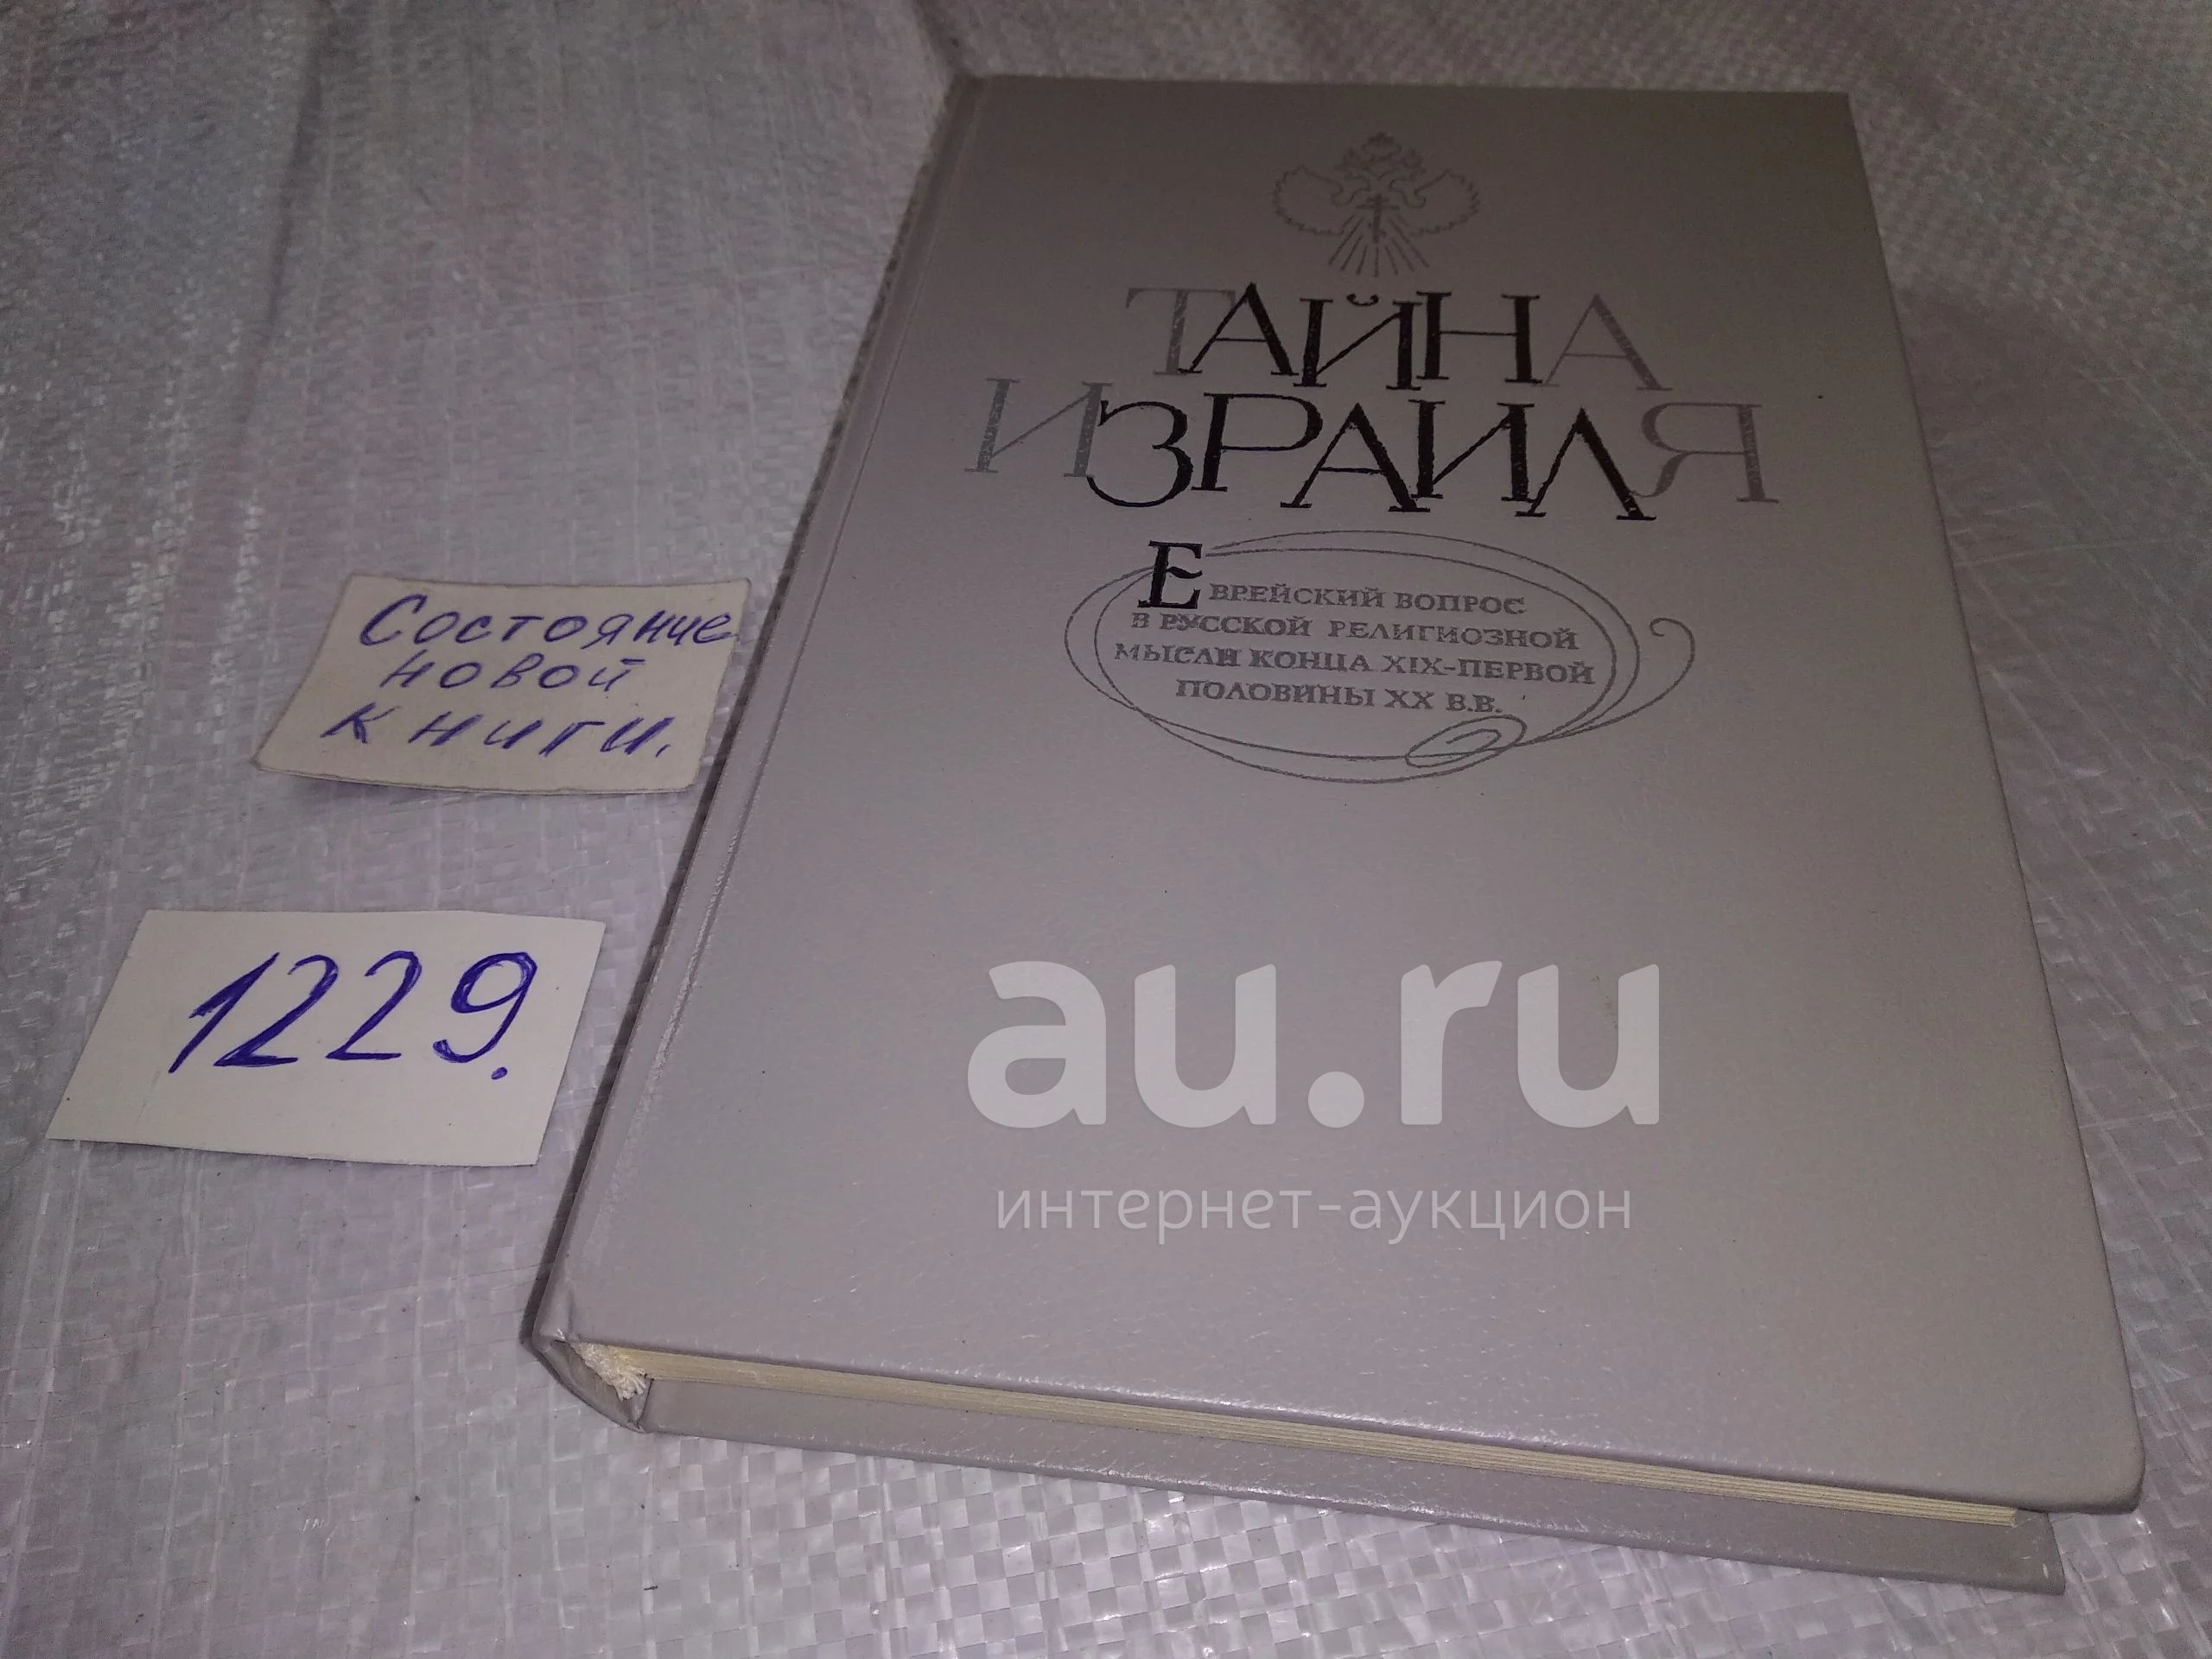 ТАЙНА
ИЗРАИЛЯ
ЕВРЕЙСКИЙ ВОПРОС
В РУССКОЙ РЕЛИГИОЗНОЙ
МЫСЛИ КОНЦА XIX-ПЕРВОЙ
ПОЛОВИНЫ XX В.В.
Состояние
новой
книги.
1229.
au.ru
интернет-аукцион